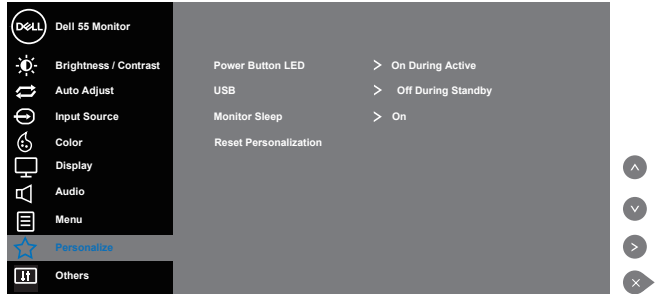 DELL Dell 55 Monitor
Brightness / Contrast Power Button LED > On During Active
Auto Adjust USB > Off During Standby
Input Source Monitor Sleep > On
Color Reset Personalization
Display
Audio
Menu
Personalize
Others